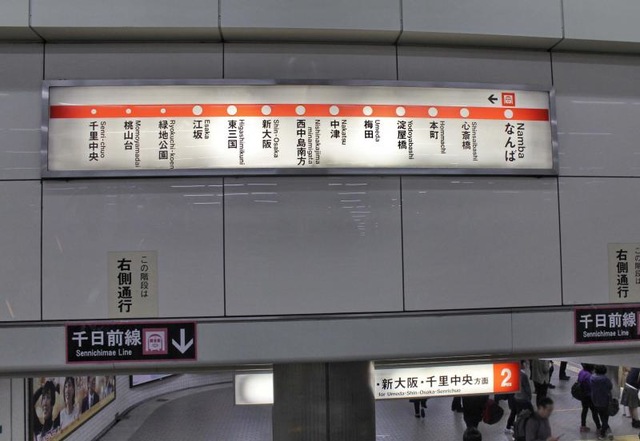 Senri-chuo
千里中央
Momoyamadai
桃山台
Ryokuchi-koen
緑地公園
Esaka
江坂
Higashimikuni
東三国
Shin-Osaka
新大阪
Nishinakajima
minamigata
西中島南方
Nakatsu
中津
Umeda
梅田
Yodoyabashi
淀屋橋
Hommachi
本町
Shinsaibashi
心斎橋
Namba
なんば
←
この階段は
右側通行
右側通行
千日前線
Sennichimae Line
↓
千日前線
Sennichimae Line
・新大阪・千里中央方面 2
for Umeda-Shin-Osaka-Senrichuo